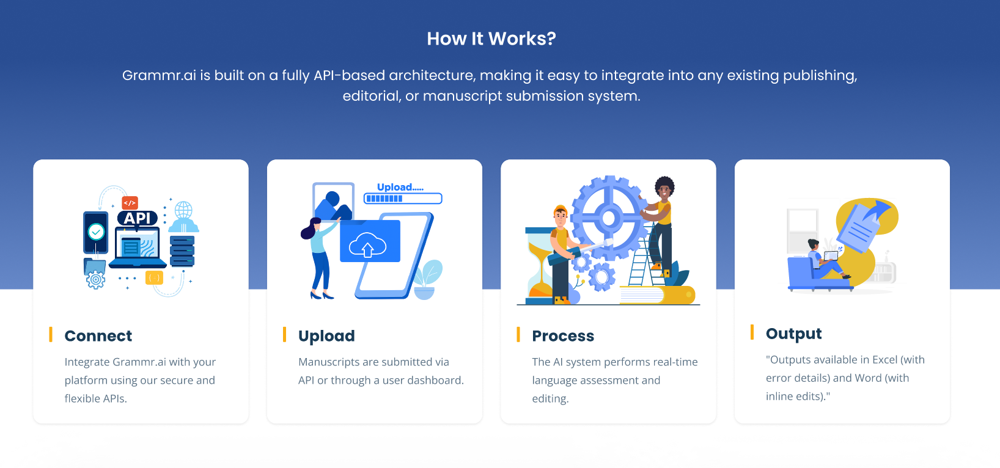 How It Works?
Grammr.ai is built on a fully API-based architecture, making it easy to integrate into any existing publishing,
editorial, or manuscript submission system.
</>
API
{ }
Connect
Integrate Grammr.ai with your
platform using our secure and
flexible APIs.
Upload.....
Upload
Manuscripts are submitted via
API or through a user dashboard.
Process
The AI system performs real-time
language assessment and
editing.
Output
"Outputs available in Excel (with
error details) and Word (with
inline edits)."